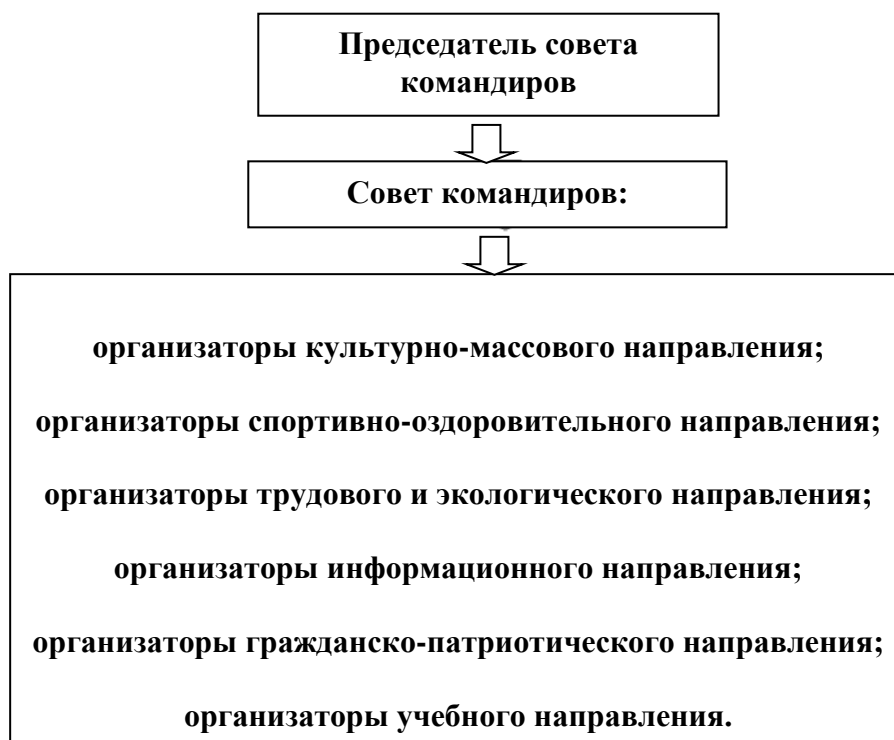 Председатель совета
командиров
Совет командиров:
организаторы культурно-массового направления;
организаторы спортивно-оздоровительного направления;
организаторы трудового и экологического направления;
организаторы информационного направления;
организаторы гражданско-патриотического направления;
организаторы учебного направления.